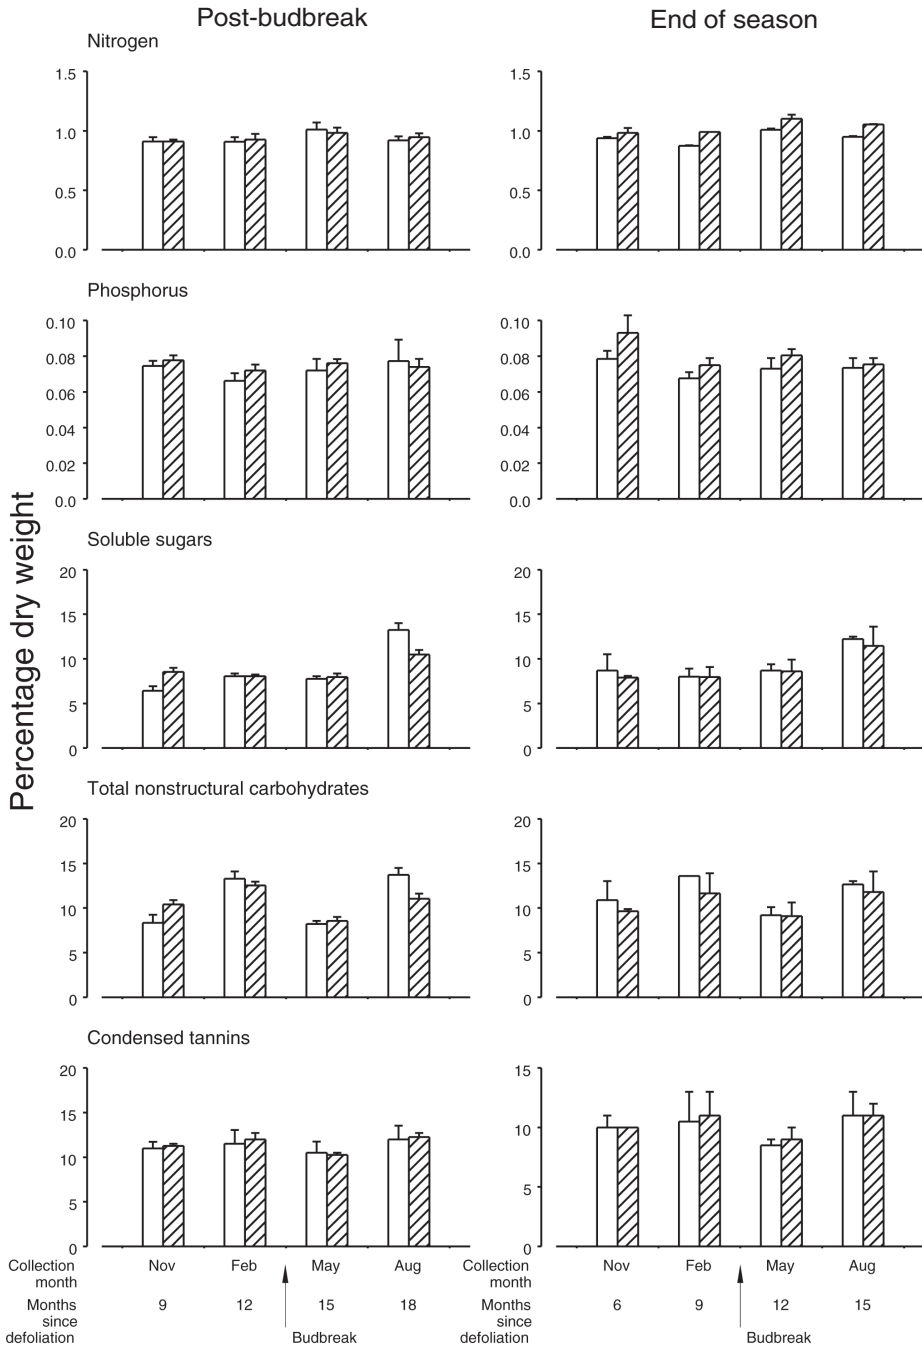 Post-budbreak
End of season
Nitrogen
1.5
1.0
0.5
0.0
1.5
1.0
0.5
0.0
Phosphorus
0.10
0.08
0.06
0.04
0.02
0.0
0.10
0.08
0.06
0.04
0.02
0.0
Percentage dry weight
Soluble sugars
20
15
10
5
0
20
15
10
5
0
Total nonstructural carbohydrates
20
15
10
5
0
20
15
10
5
0
Condensed tannins
20
15
10
5
0
15
10
5
0
Collection
month
Nov Feb May Aug
Months
since
defoliation
9 12 15 18
Budbreak
Collection
month
Nov Feb May Aug
Months
since
defoliation
6 9 12 15
Budbreak